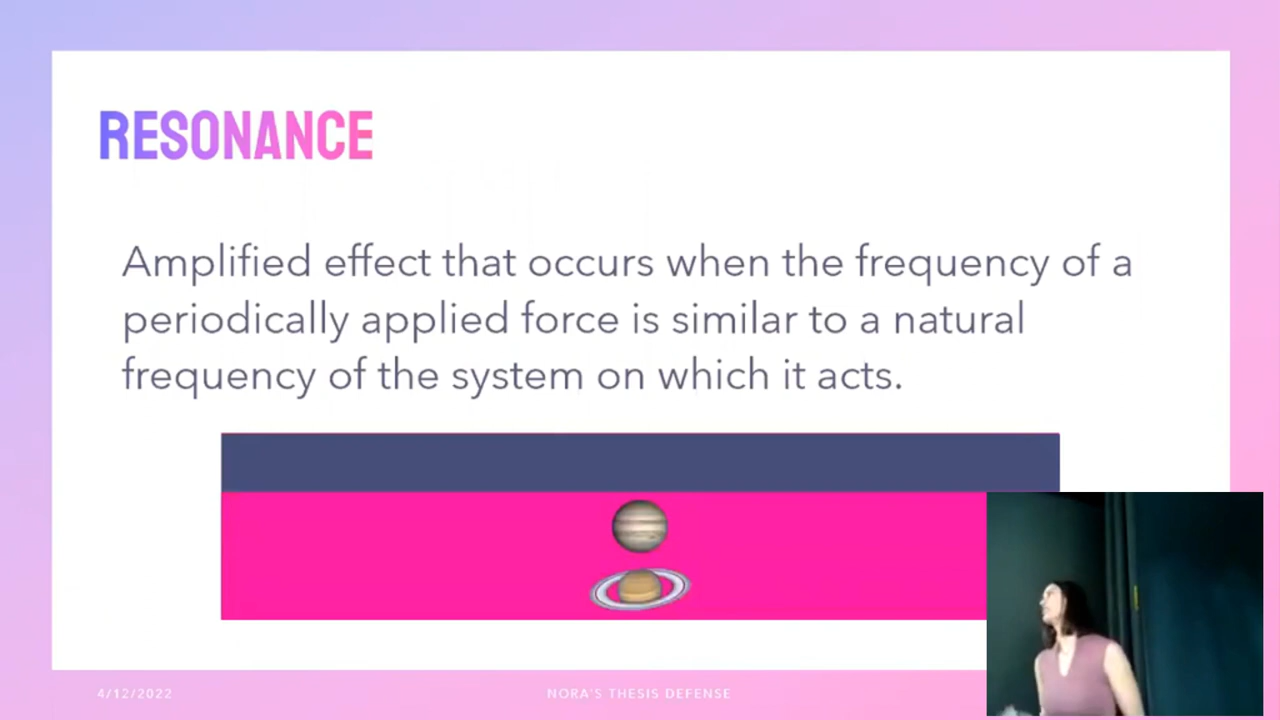 RESONANCE
Amplified effect that occurs when the frequency of a
periodically applied force is similar to a natural
frequency of the system on which it acts.
4/12/2022
NORA'S THESIS DEFENSE